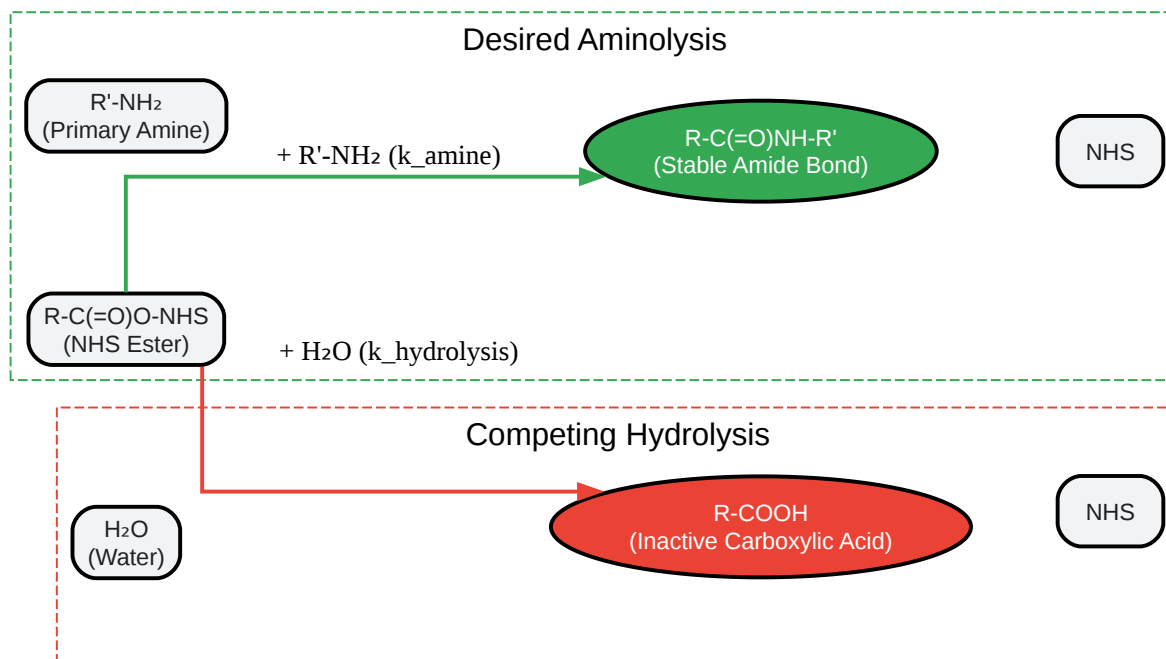 Desired Aminolysis
R'-NH₂
(Primary Amine)
+ R'-NH₂ (k_amine)
R-C(=O)NH-R'
(Stable Amide Bond)
NHS
R-C(=O)O-NHS
(NHS Ester)
+ H₂O (k_hydrolysis)
Competing Hydrolysis
H₂O
(Water)
R-COOH
(Inactive Carboxylic Acid)
NHS